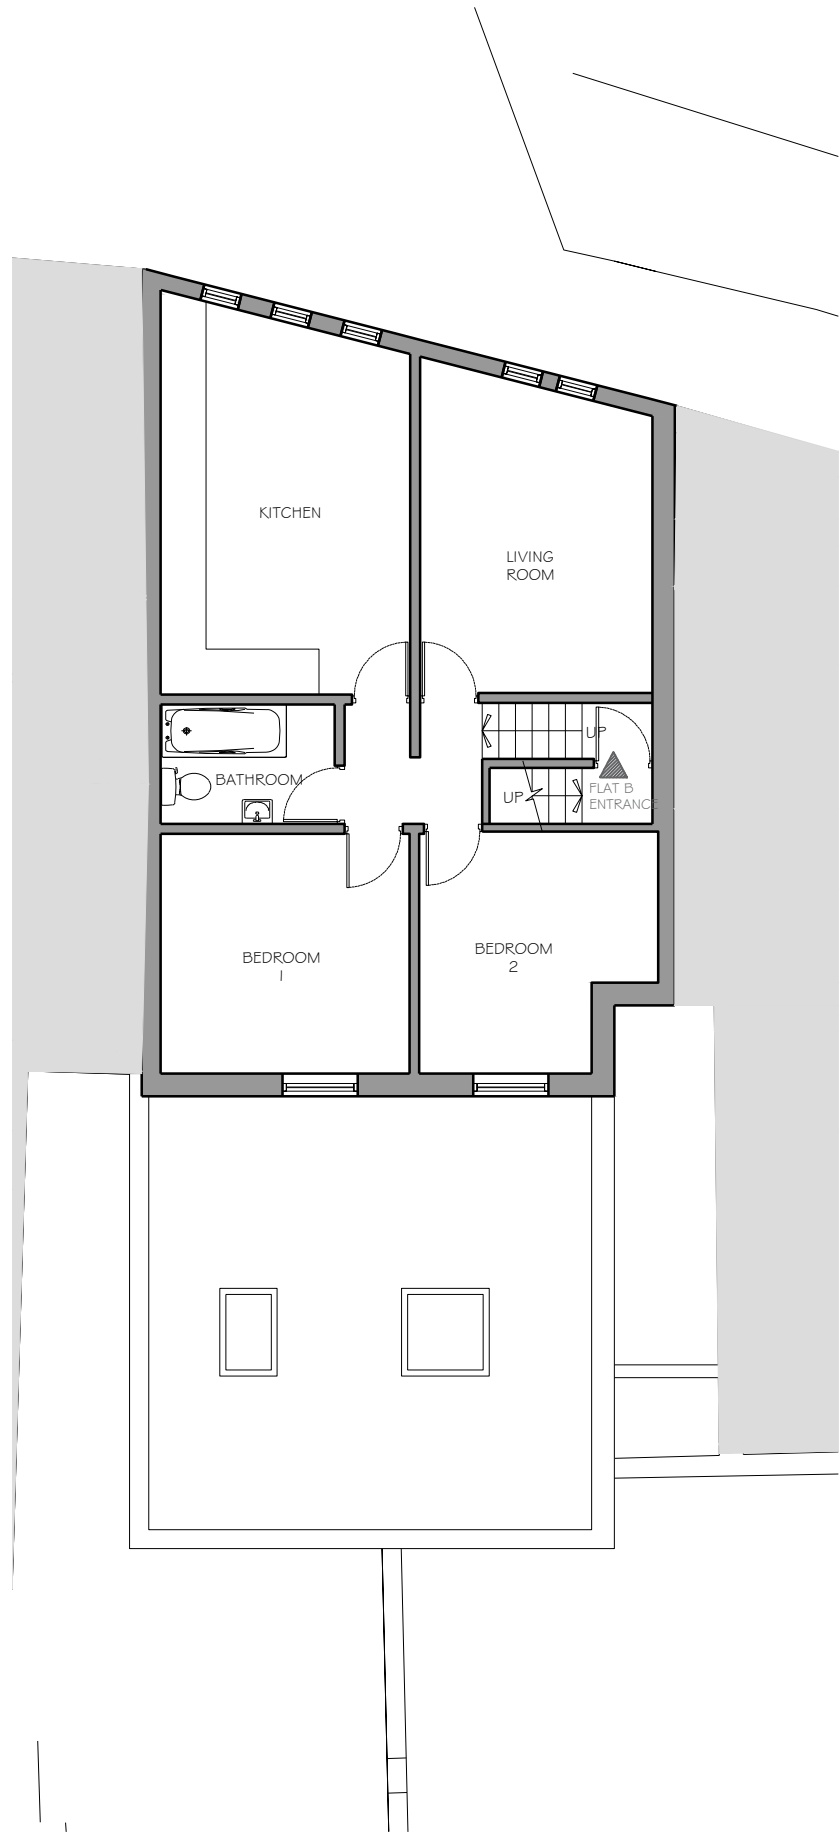 KITCHEN
LIVING
ROOM
UP
BATHROOM
UP
FLAT B
ENTRANCE
BEDROOM
1
BEDROOM
2